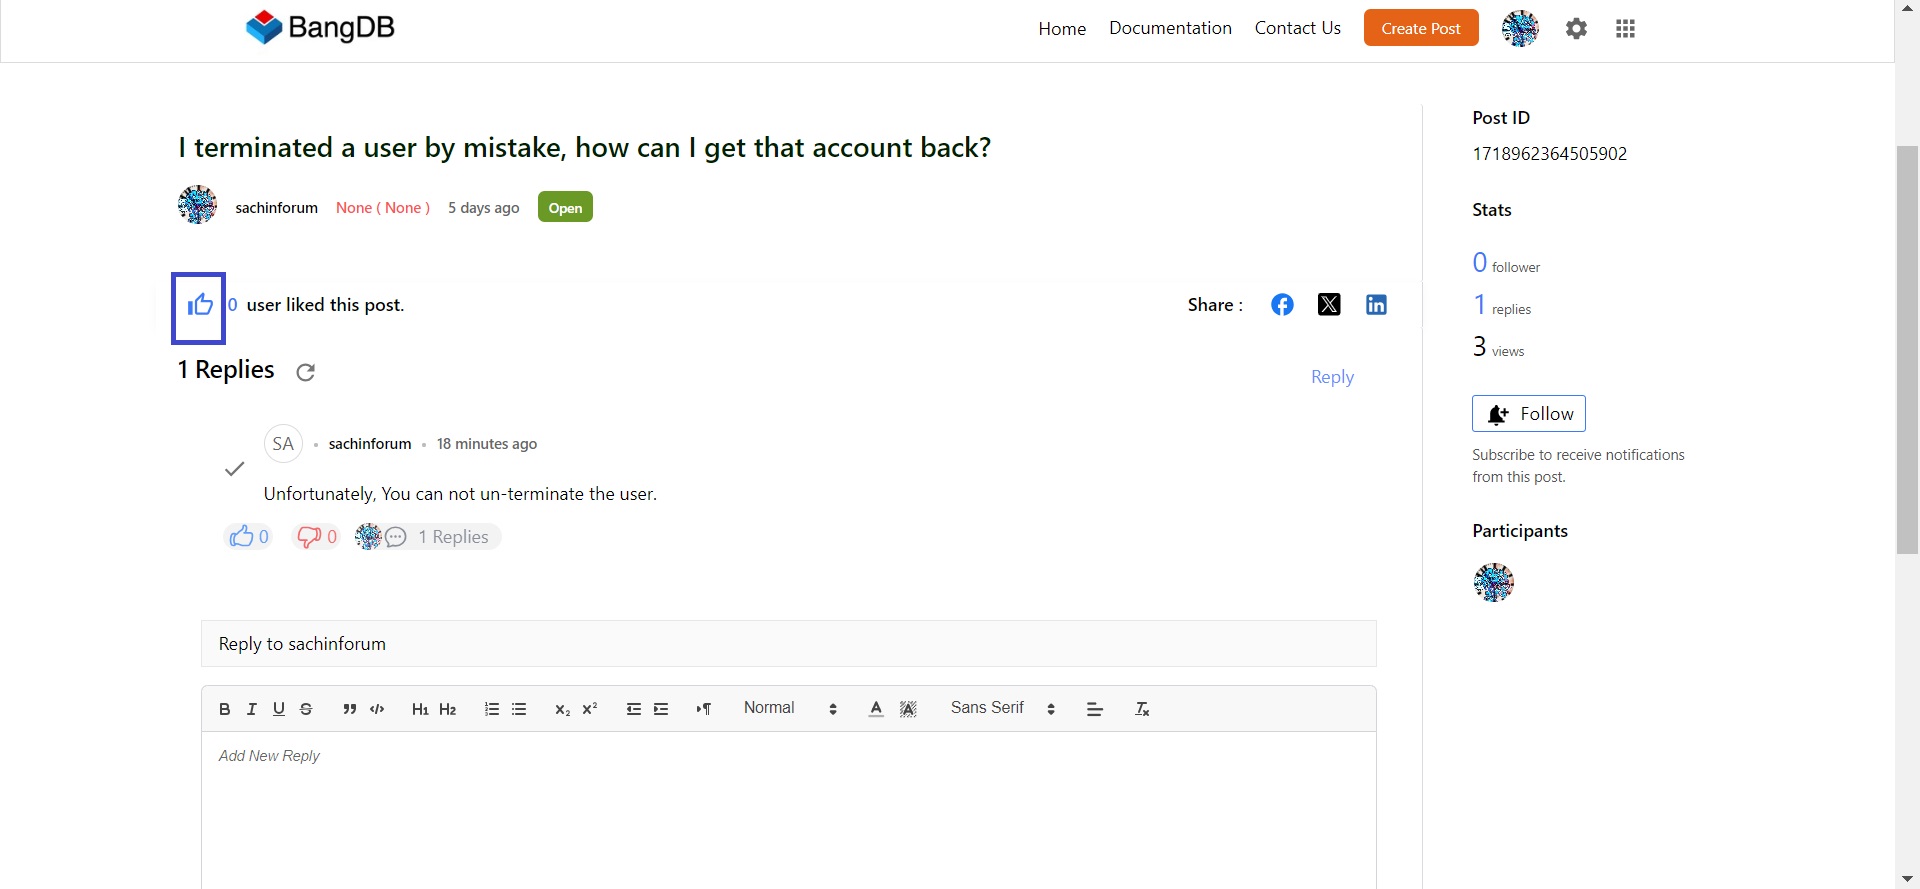 BangDB
Home Documentation Contact Us Create Post
I terminated a user by mistake, how can I get that account back?
sachinforum None ( None ) 5 days ago Open
0 user liked this post.
Share :
1 Replies
Reply
SA sachinforum 18 minutes ago
Unfortunately, You can not un-terminate the user.
0 0 1 Replies
Reply to sachinforum
B I U S H1 H2 x₂ x² Normal A A Sans Serif Tx
Add New Reply
Post ID
1718962364505902
Stats
0 follower
1 replies
3 views
Follow
Subscribe to receive notifications
from this post.
Participants